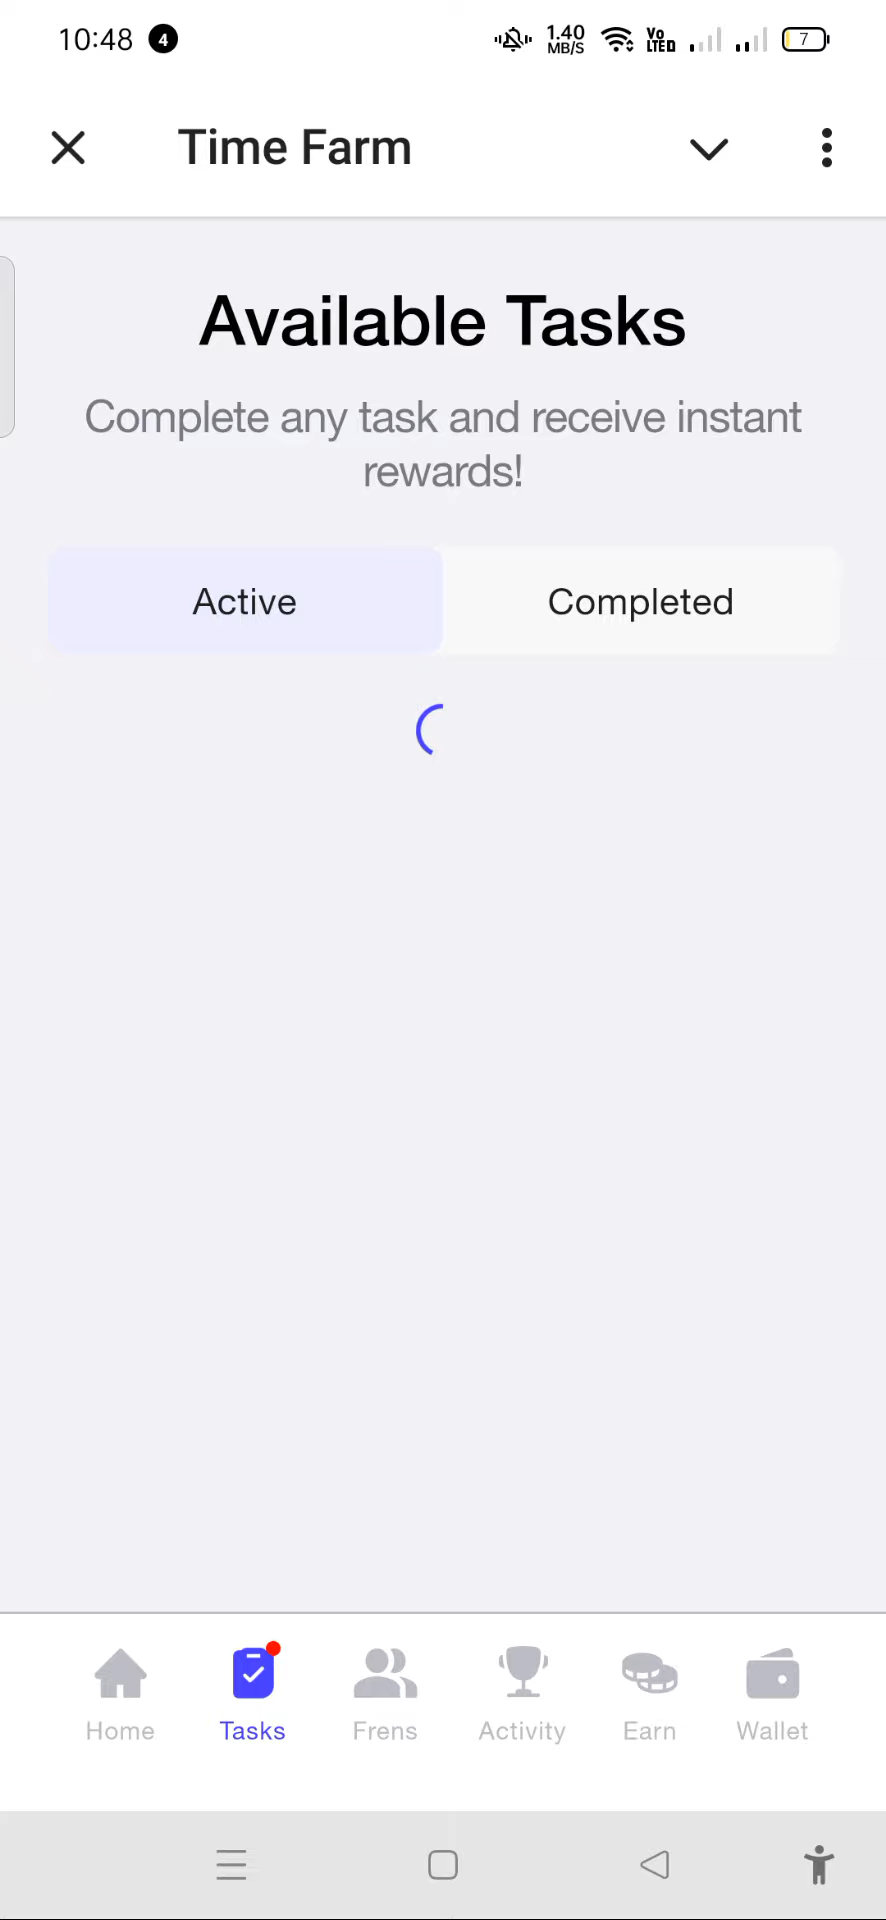 10:48 4 1.40 MB/S Vo LTED 7
Time Farm
Available Tasks
Complete any task and receive instant
rewards!
Active Completed
Home Tasks Frens Activity Earn Wallet